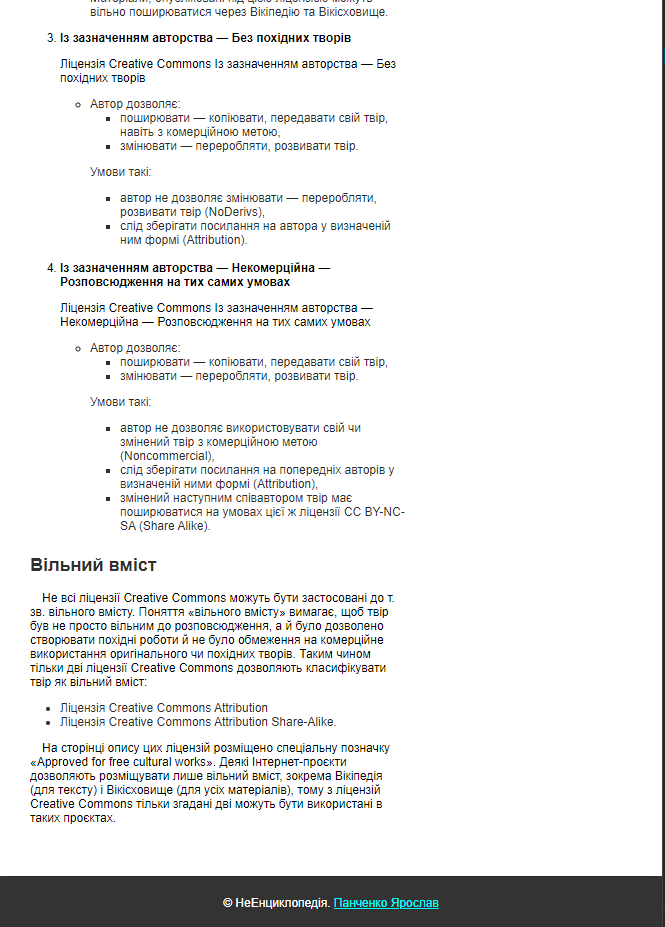 Матеріали, опубліковані під цією ліцензією можуть
вільно поширюватися через Вікіпедію та Вікісховище.
3. Із зазначенням авторства — Без похідних творів
Ліцензія Creative Commons Із зазначенням авторства — Без
похідних творів
Автор дозволяє:
поширювати — копіювати, передавати свій твір,
навіть з комерційною метою,
змінювати — переробляти, розвивати твір.
Умови такі:
автор не дозволяє змінювати — переробляти,
розвивати твір (NoDerivs),
слід зберігати посилання на автора у визначеній
ним формі (Attribution).
4. Із зазначенням авторства — Некомерційна —
Розповсюдження на тих самих умовах
Ліцензія Creative Commons Із зазначенням авторства —
Некомерційна — Розповсюдження на тих самих умовах
Автор дозволяє:
поширювати — копіювати, передавати свій твір,
змінювати — переробляти, розвивати твір.
Умови такі:
автор не дозволяє використовувати свій чи
змінений твір з комерційною метою
(Noncommercial),
слід зберігати посилання на попередніх авторів у
визначеній ними формі (Attribution),
змінений наступним співавтором твір має
поширюватися на умовах цієї ж ліцензії CC BY-NC-
SA (Share Alike).
Вільний вміст
Не всі ліцензії Creative Commons можуть бути застосовані до т.
зв. вільного вмісту. Поняття «вільного вмісту» вимагає, щоб твір
був не просто вільним до розповсюдження, а й було дозволено
створювати похідні роботи й не було обмеження на комерційне
використання оригінального чи похідних творів. Таким чином
тільки дві ліцензії Creative Commons дозволяють класифікувати
твір як вільний вміст:
Ліцензія Creative Commons Attribution
Ліцензія Creative Commons Attribution Share-Alike.
На сторінці опису цих ліцензій розміщено спеціальну позначку
«Approved for free cultural works». Деякі Інтернет-проєкти
дозволяють розміщувати лише вільний вміст, зокрема Вікіпедія
(для тексту) і Вікісховище (для усіх матеріалів), тому з ліцензій
Creative Commons тільки згадані дві можуть бути використані в
таких проєктах.
© НеЕнциклопедія. Панченко Ярослав